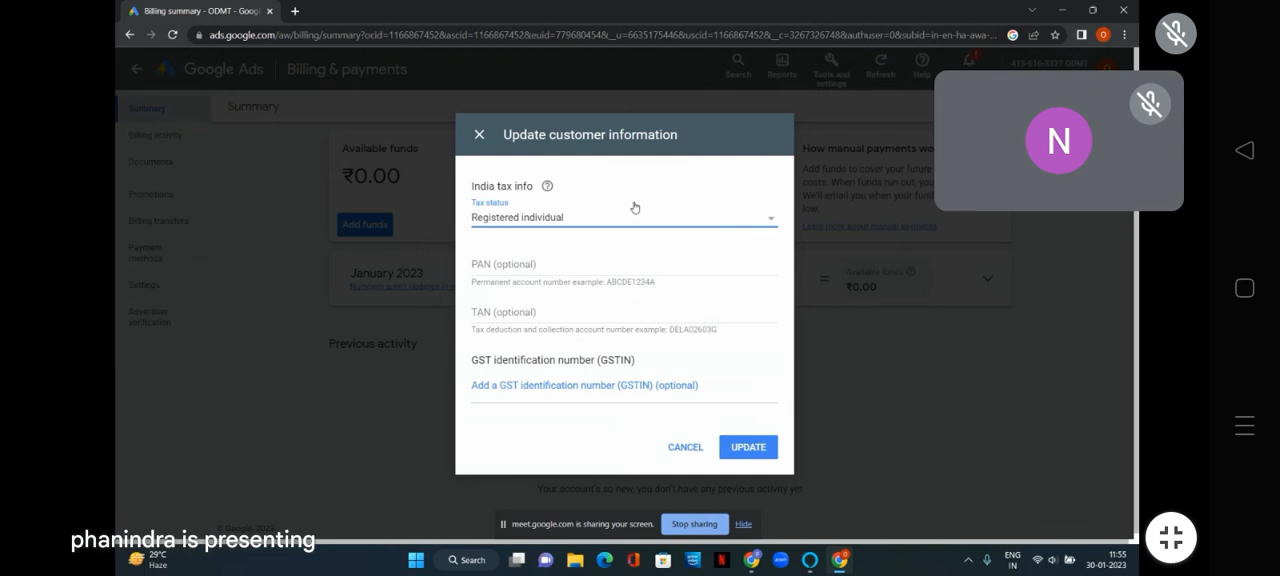 Billing summary - ODMT - Googl
ads.google.com/aw/billing/summary?ocid=1166867452&ascid=1166867452&euid=779680454&__u=6635175446&uscid=1166867452&__c=3267326748&authuser=0&subid=in-en-ha-awa-...
Google Ads
Billing & payments
Search
Reports
Tools and settings
Refresh
Help
413-616-3327 ODMT
Summary
Summary
Billing activity
Documents
Promotions
Billing transfers
Payment methods
Settings
Advertiser verification
Available funds
₹0.00
Add funds
January 2023
Previous activity
How manual payments wo
Add funds to cover your future
costs. When funds run out, you
We'll email you when your fund
low.
Learn more about manual payments
=
Available funds
₹0.00
Update customer information
India tax info
Tax status
Registered individual
PAN (optional)
Permanent account number example: ABCDE1234A
TAN (optional)
Tax deduction and collection account number example: DELA02603G
GST identification number (GSTIN)
Add a GST identification number (GSTIN) (optional)
CANCEL
UPDATE
Your account's so new, you don't have any previous activity yet
© Google, 2023
N
meet.google.com is sharing your screen.
Stop sharing
Hide
phanindra is presenting
29°C
Haze
Search
ENG
IN
11:55
30-01-2023